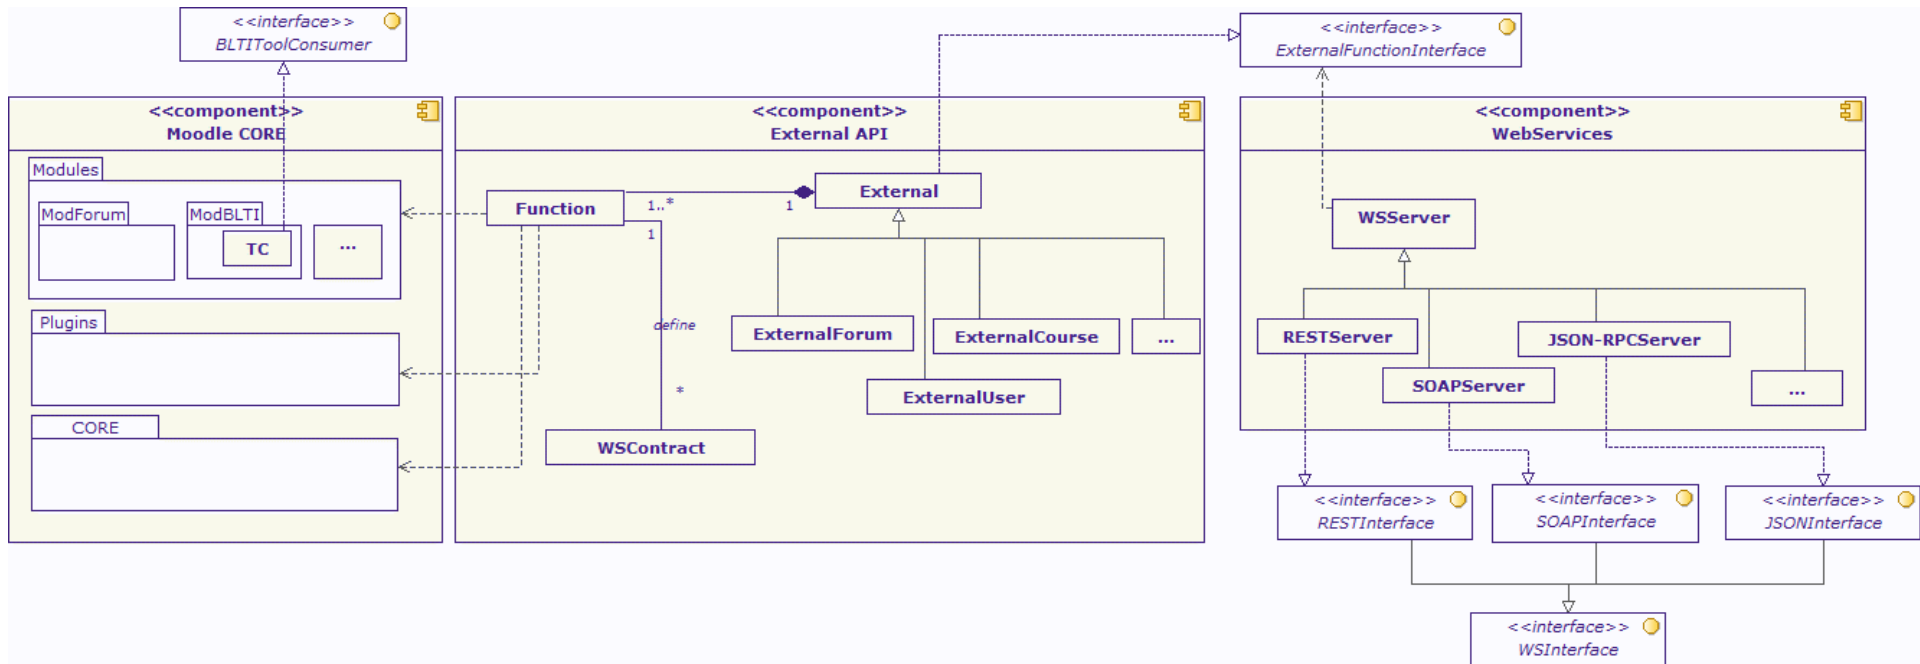 <<interface>>
BLTIToolConsumer
<<interface>>
ExternalFunctionInterface
<<component>>
Moodle CORE
Modules
ModForum
ModBLTI
TC
...
Plugins
CORE
<<component>>
External API
Function
1..*
1
External
1
define
*
WSContract
ExternalForum
ExternalCourse
...
ExternalUser
<<component>>
WebServices
WSServer
RESTServer
JSON-RPCServer
SOAPServer
...
<<interface>>
RESTInterface
<<interface>>
SOAPInterface
<<interface>>
JSONInterface
<<interface>>
WSInterface